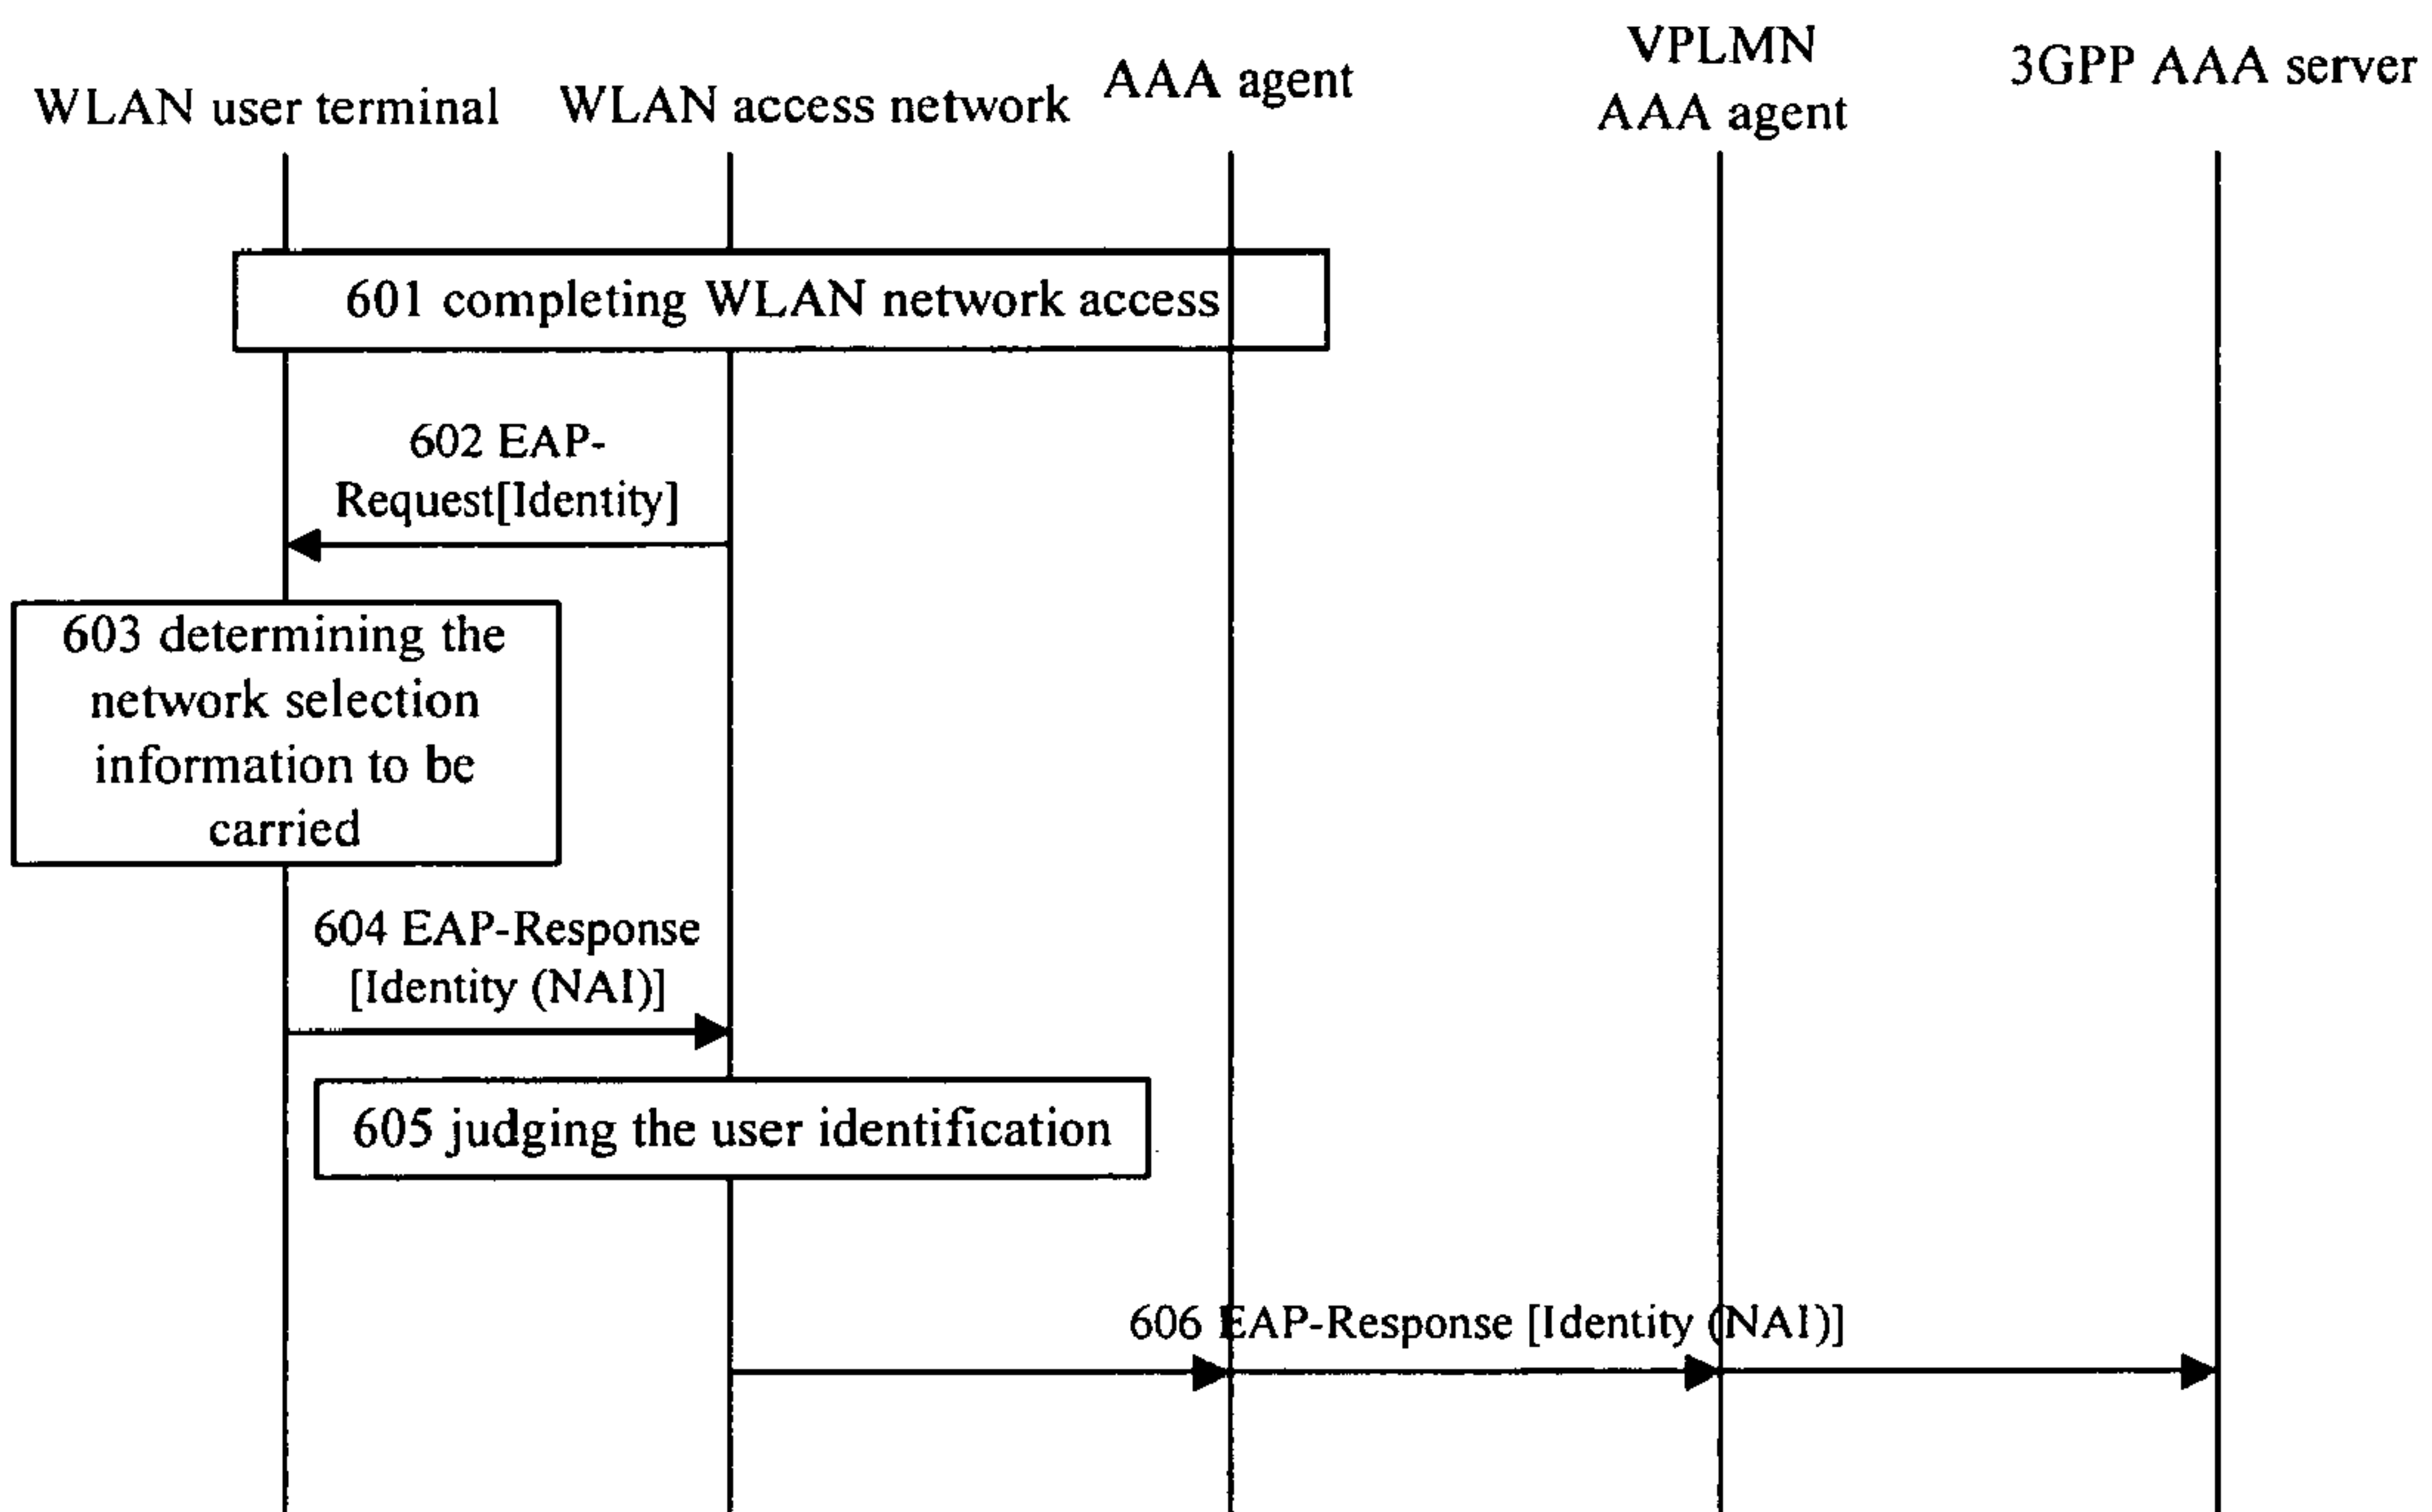 WLAN user terminal
WLAN access network
AAA agent
VPLMN
AAA agent
3GPP AAA server
601 completing WLAN network access
602 EAP-
Request[Identity]
603 determining the
network selection
information to be
carried
604 EAP-Response
[Identity (NAI)]
605 judging the user identification
606 EAP-Response [Identity (NAI)]